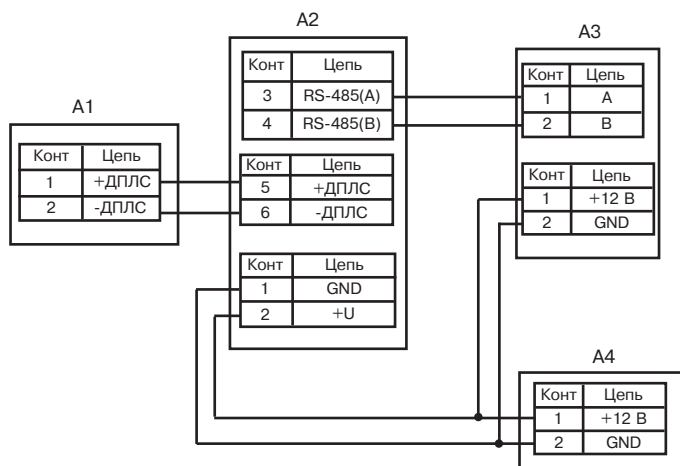 A1
Конт Цепь
1 +ДПЛС
2 -ДПЛС
A2
Конт Цепь
3 RS-485(A)
4 RS-485(B)
Конт Цепь
5 +ДПЛС
6 -ДПЛС
Конт Цепь
1 GND
2 +U
A3
Конт Цепь
1 A
2 B
Конт Цепь
1 +12 В
2 GND
A4
Конт Цепь
1 +12 В
2 GND